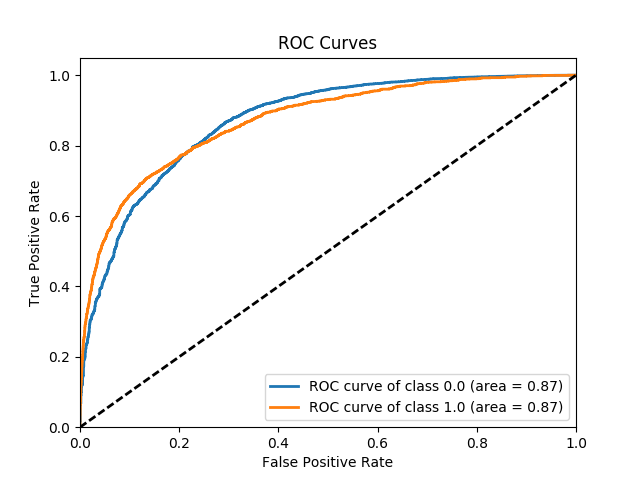 ROC Curves
True Positive Rate
1.0
0.8
0.6
0.4
0.2
0.0
ROC curve of class 0.0 (area = 0.87)
ROC curve of class 1.0 (area = 0.87)
0.0 0.2 0.4 0.6 0.8 1.0
False Positive Rate